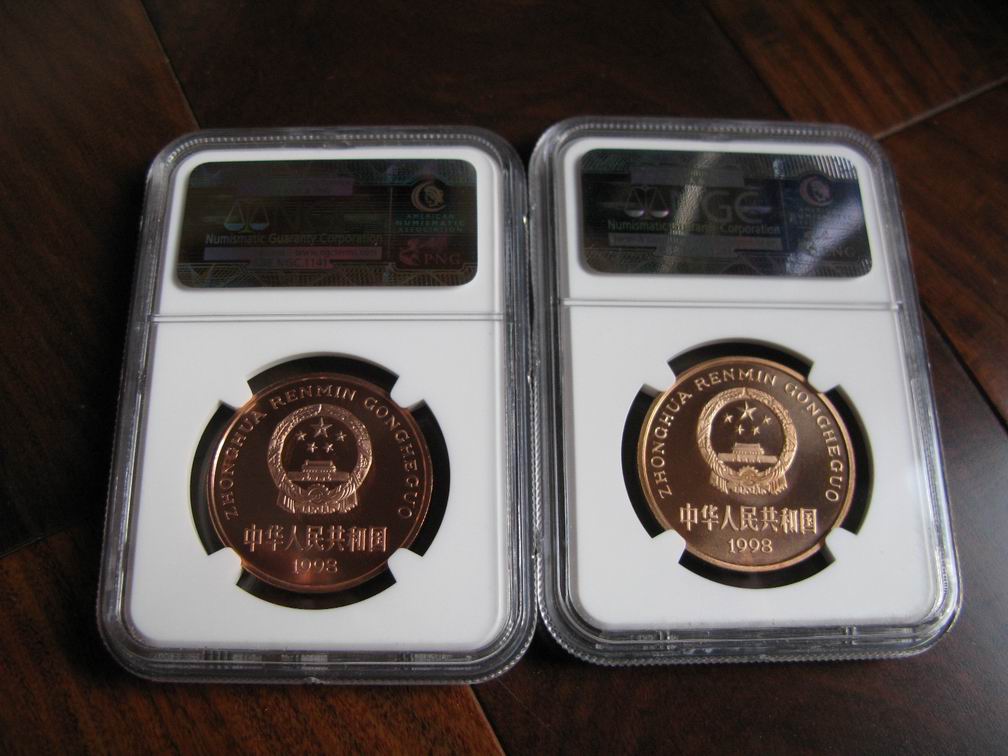 AMERICAN
NUMISMATIC
ASSOCIATION
Numismatic Guaranty Corporation
PNG
ZHONGHUA RENMIN GONGHEGUO
中华人民共和国
1998
NGC
Numismatic Guaranty Corporation
PNG
ZHONGHUA RENMIN GONGHEGUO
中华人民共和国
1998